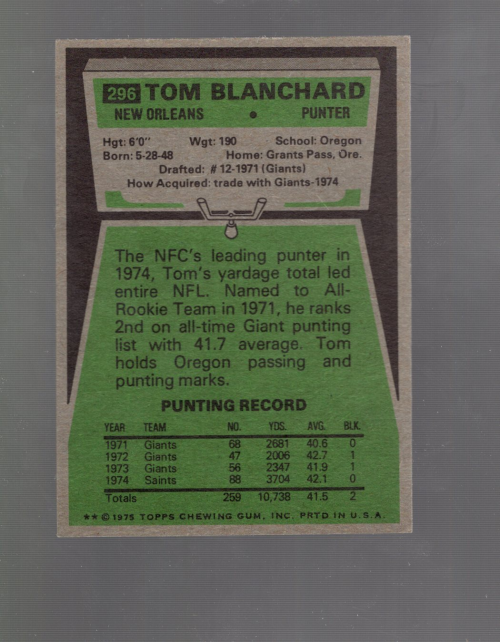 296 TOM BLANCHARD
NEW ORLEANS • PUNTER
Hgt: 6'0" Wgt: 190 School: Oregon
Born: 5-28-48 Home: Grants Pass, Ore.
Drafted: #12-1971 (Giants)
How Acquired: trade with Giants-1974
The NFC's leading punter in
1974, Tom's yardage total led
entire NFL. Named to All-
Rookie Team in 1971, he ranks
2nd on all-time Giant punting
list with 41.7 average. Tom
holds Oregon passing and
punting marks.
PUNTING RECORD
YEAR TEAM NO. YDS. AVG. BLK.
1971 Giants 68 2681 40.6 0
1972 Giants 47 2006 42.7 1
1973 Giants 56 2347 41.9 1
1974 Saints 88 3704 42.1 0
Totals 259 10,738 41.5 2
** © 1975 TOPPS CHEWING GUM, INC. PRTD IN U.S.A.